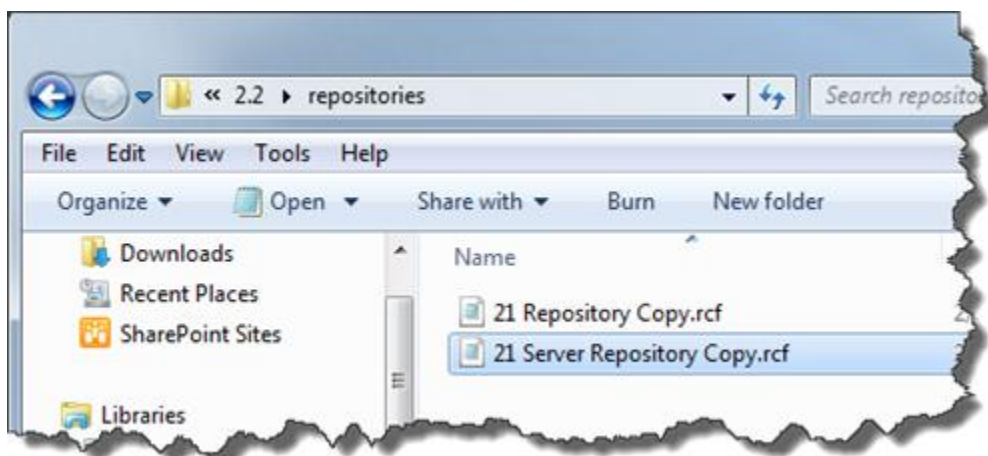 « 2.2 ▸ repositories Search
File Edit View Tools Help
Organize Open Share with Burn New folder
Downloads Name
Recent Places 21 Repository Copy.rcf
SharePoint Sites 21 Server Repository Copy.rcf
Libraries